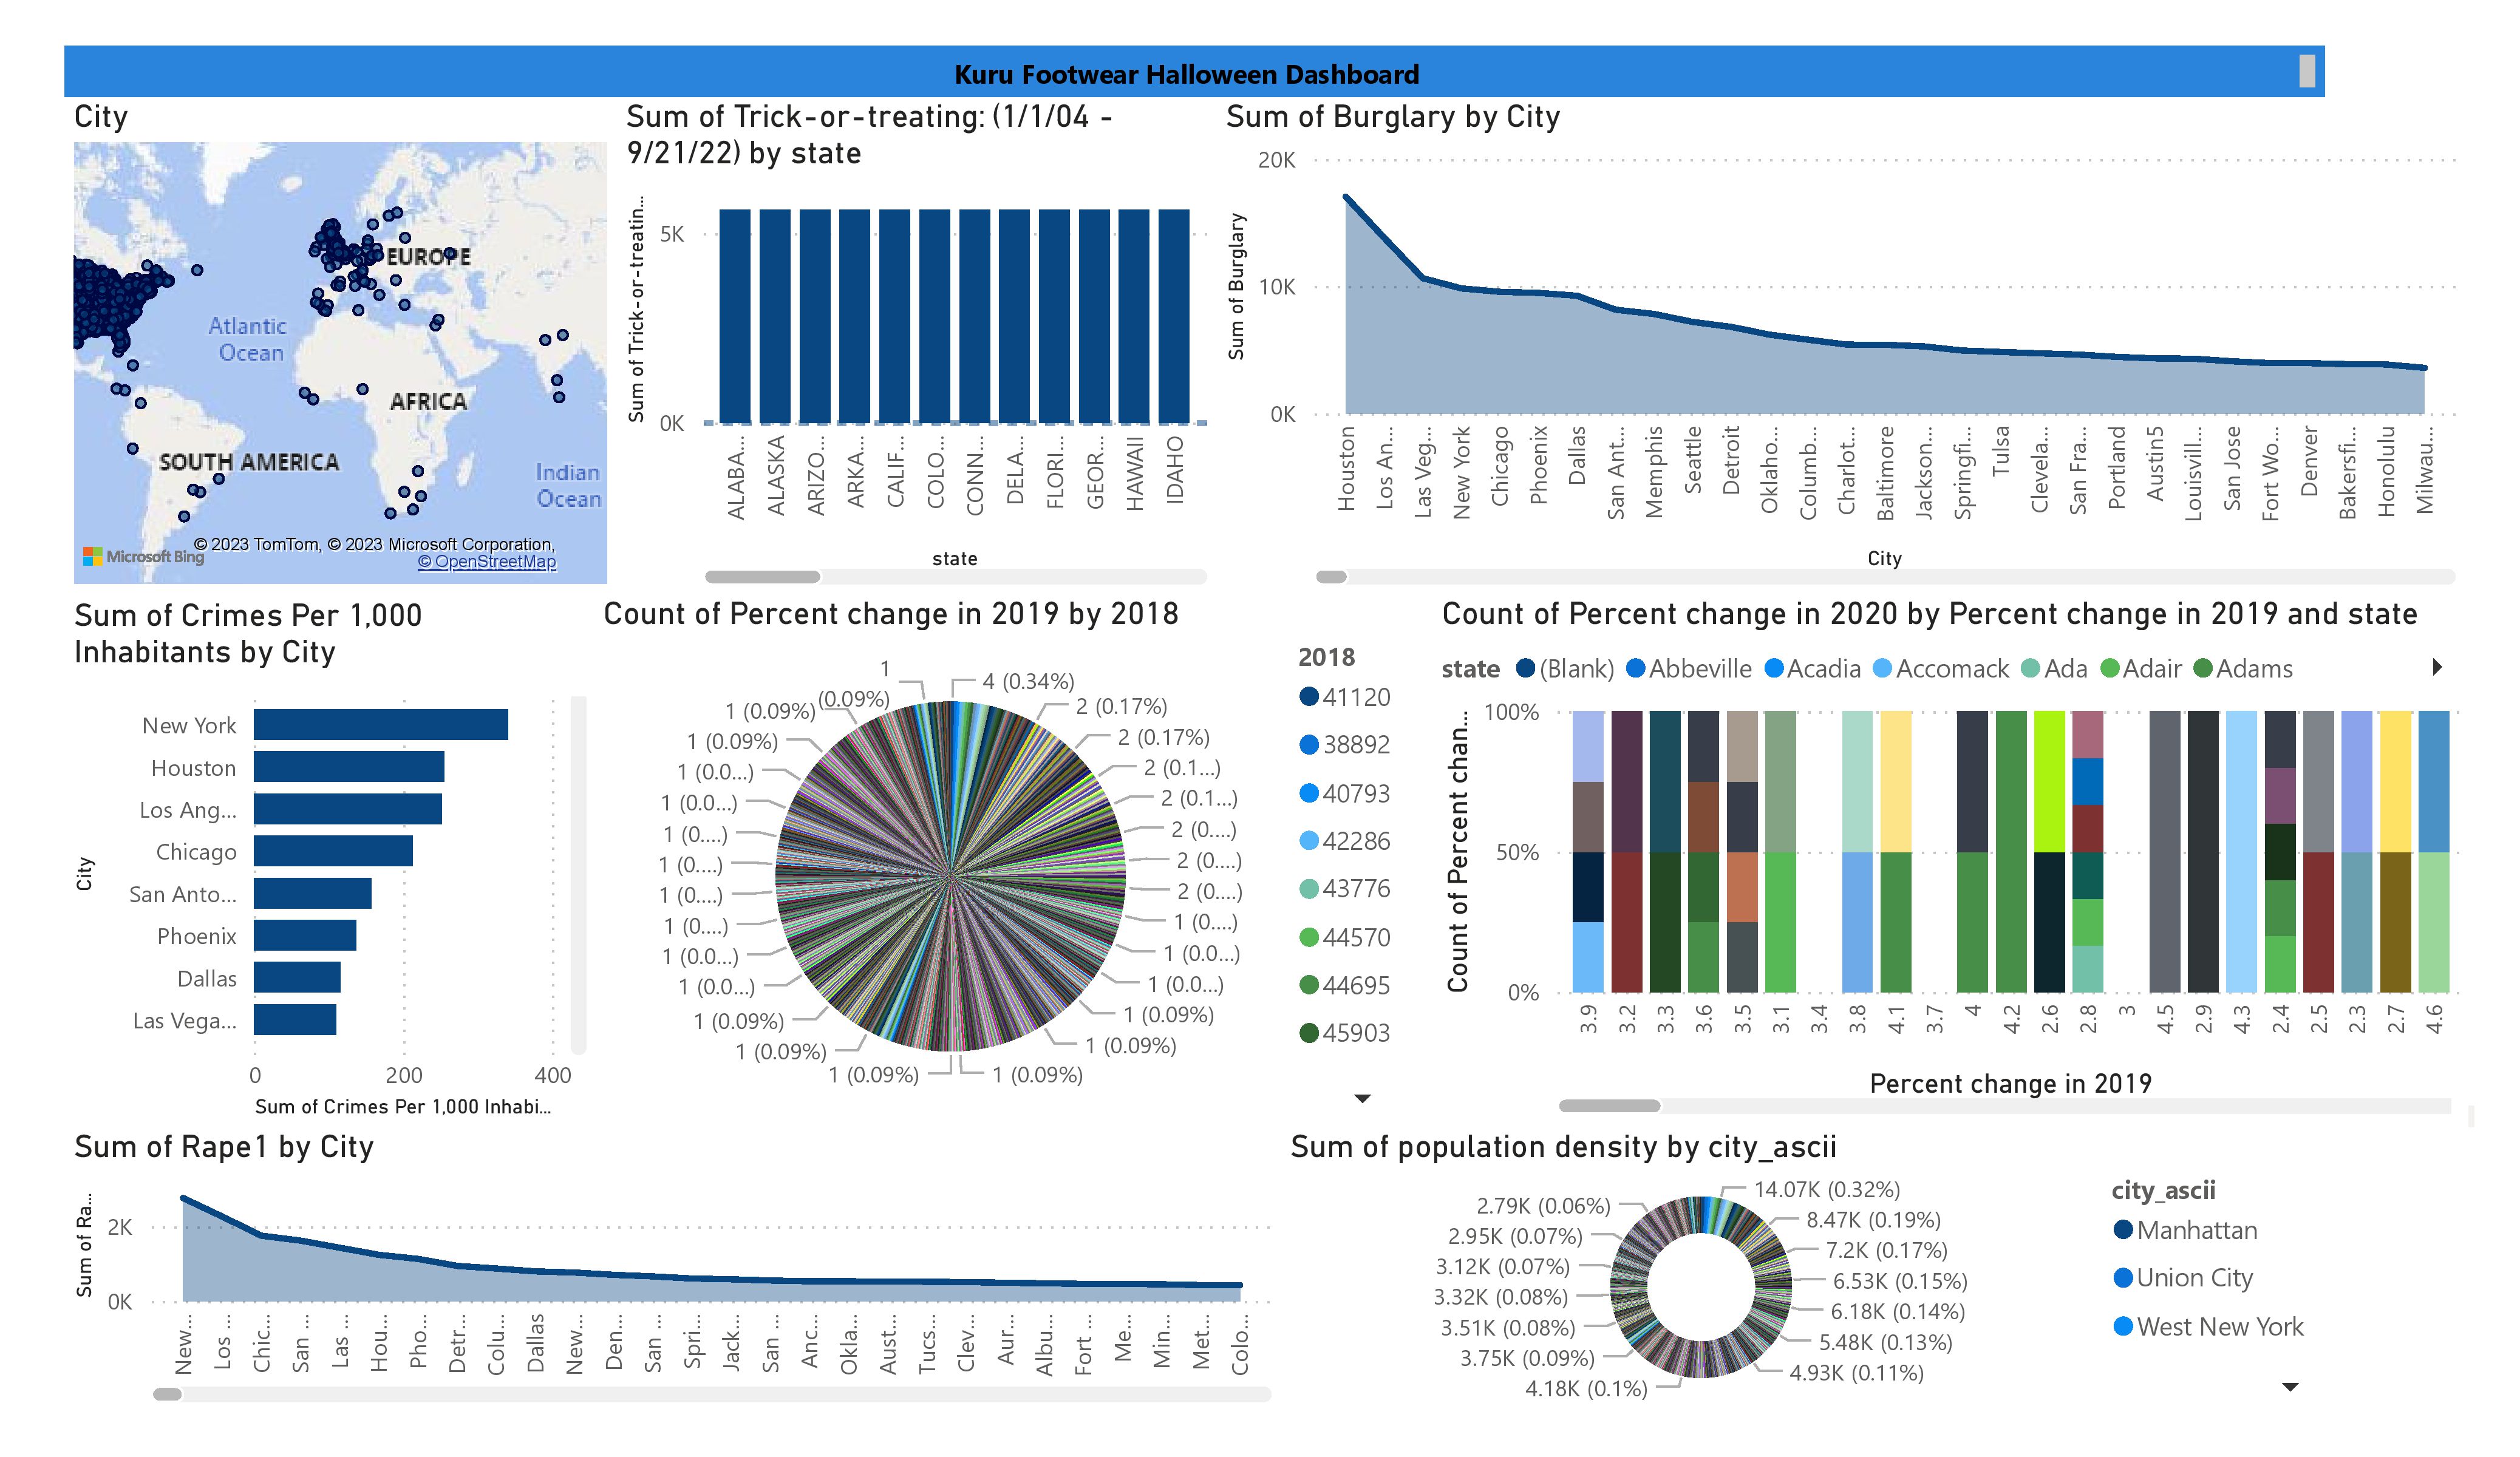 Kuru Footwear Halloween Dashboard
City
EUROPE
Atlantic
Ocean
AFRICA
SOUTH AMERICA
Indian
Ocean
© 2023 TomTom, © 2023 Microsoft Corporation,
Microsoft Bing
© OpenStreetMap
Sum of Trick-or-treating: (1/1/04 -
9/21/22) by state
Sum of Trick-or-treatin...
5K
0K
ALABA...
ALASKA
ARIZO...
ARKA...
CALIF...
COLO...
CONN...
DELA...
FLORI...
GEOR...
HAWAII
IDAHO
state
Sum of Burglary by City
Sum of Burglary
20K
10K
0K
Houston
Los An...
Las Veg...
New York
Chicago
Phoenix
Dallas
San Ant...
Memphis
Seattle
Detroit
Oklaho...
Columb...
Charlot...
Baltimore
Jackson...
Springfi...
Tulsa
Clevela...
San Fra...
Portland
Austin5
Louisvill...
San Jose
Fort Wo...
Denver
Bakersfi...
Honolulu
Milwau...
City
Sum of Crimes Per 1,000
Inhabitants by City
City
New York
Houston
Los Ang...
Chicago
San Anto...
Phoenix
Dallas
Las Vega...
0
200
400
Sum of Crimes Per 1,000 Inhabi...
Count of Percent change in 2019 by 2018
4 (0.34%)
2 (0.17%)
2 (0.17%)
2 (0.1...)
2 (0.1...)
2 (0....)
2 (0....)
2 (0....)
1 (0....)
1 (0.0...)
1 (0.0...)
1 (0.09%)
1 (0.09%)
1 (0.09%)
1 (0.09%)
1 (0.09%)
1 (0.09%)
1 (0.0...)
1 (0.0...)
1 (0....)
1 (0....)
1 (0....)
1 (0....)
1 (0.0...)
1 (0.0...)
1 (0.09%)
1 (0.09%)
1
(0.09%)
2018
41120
38892
40793
42286
43776
44570
44695
45903
Count of Percent change in 2020 by Percent change in 2019 and state
state (Blank) Abbeville Acadia Accomack Ada Adair Adams
Count of Percent chan...
100%
50%
0%
3.9
3.2
3.3
3.6
3.5
3.1
3.4
3.8
4.1
3.7
4
4.2
2.6
2.8
3
4.5
2.9
4.3
2.4
2.5
2.3
2.7
4.6
Percent change in 2019
Sum of Rape1 by City
Sum of Ra...
2K
0K
New...
Los ...
Chic...
San ...
Las ...
Hou...
Pho...
Detr...
Colu...
Dallas
New...
Den...
San ...
Spri...
Jack...
San ...
Anc...
Okla...
Aust...
Tucs...
Clev...
Aur...
Albu...
Fort ...
Me...
Min...
Met...
Colo...
Sum of population density by city_ascii
14.07K (0.32%)
8.47K (0.19%)
7.2K (0.17%)
6.53K (0.15%)
6.18K (0.14%)
5.48K (0.13%)
4.93K (0.11%)
4.18K (0.1%)
3.75K (0.09%)
3.51K (0.08%)
3.32K (0.08%)
3.12K (0.07%)
2.95K (0.07%)
2.79K (0.06%)
city_ascii
Manhattan
Union City
West New York